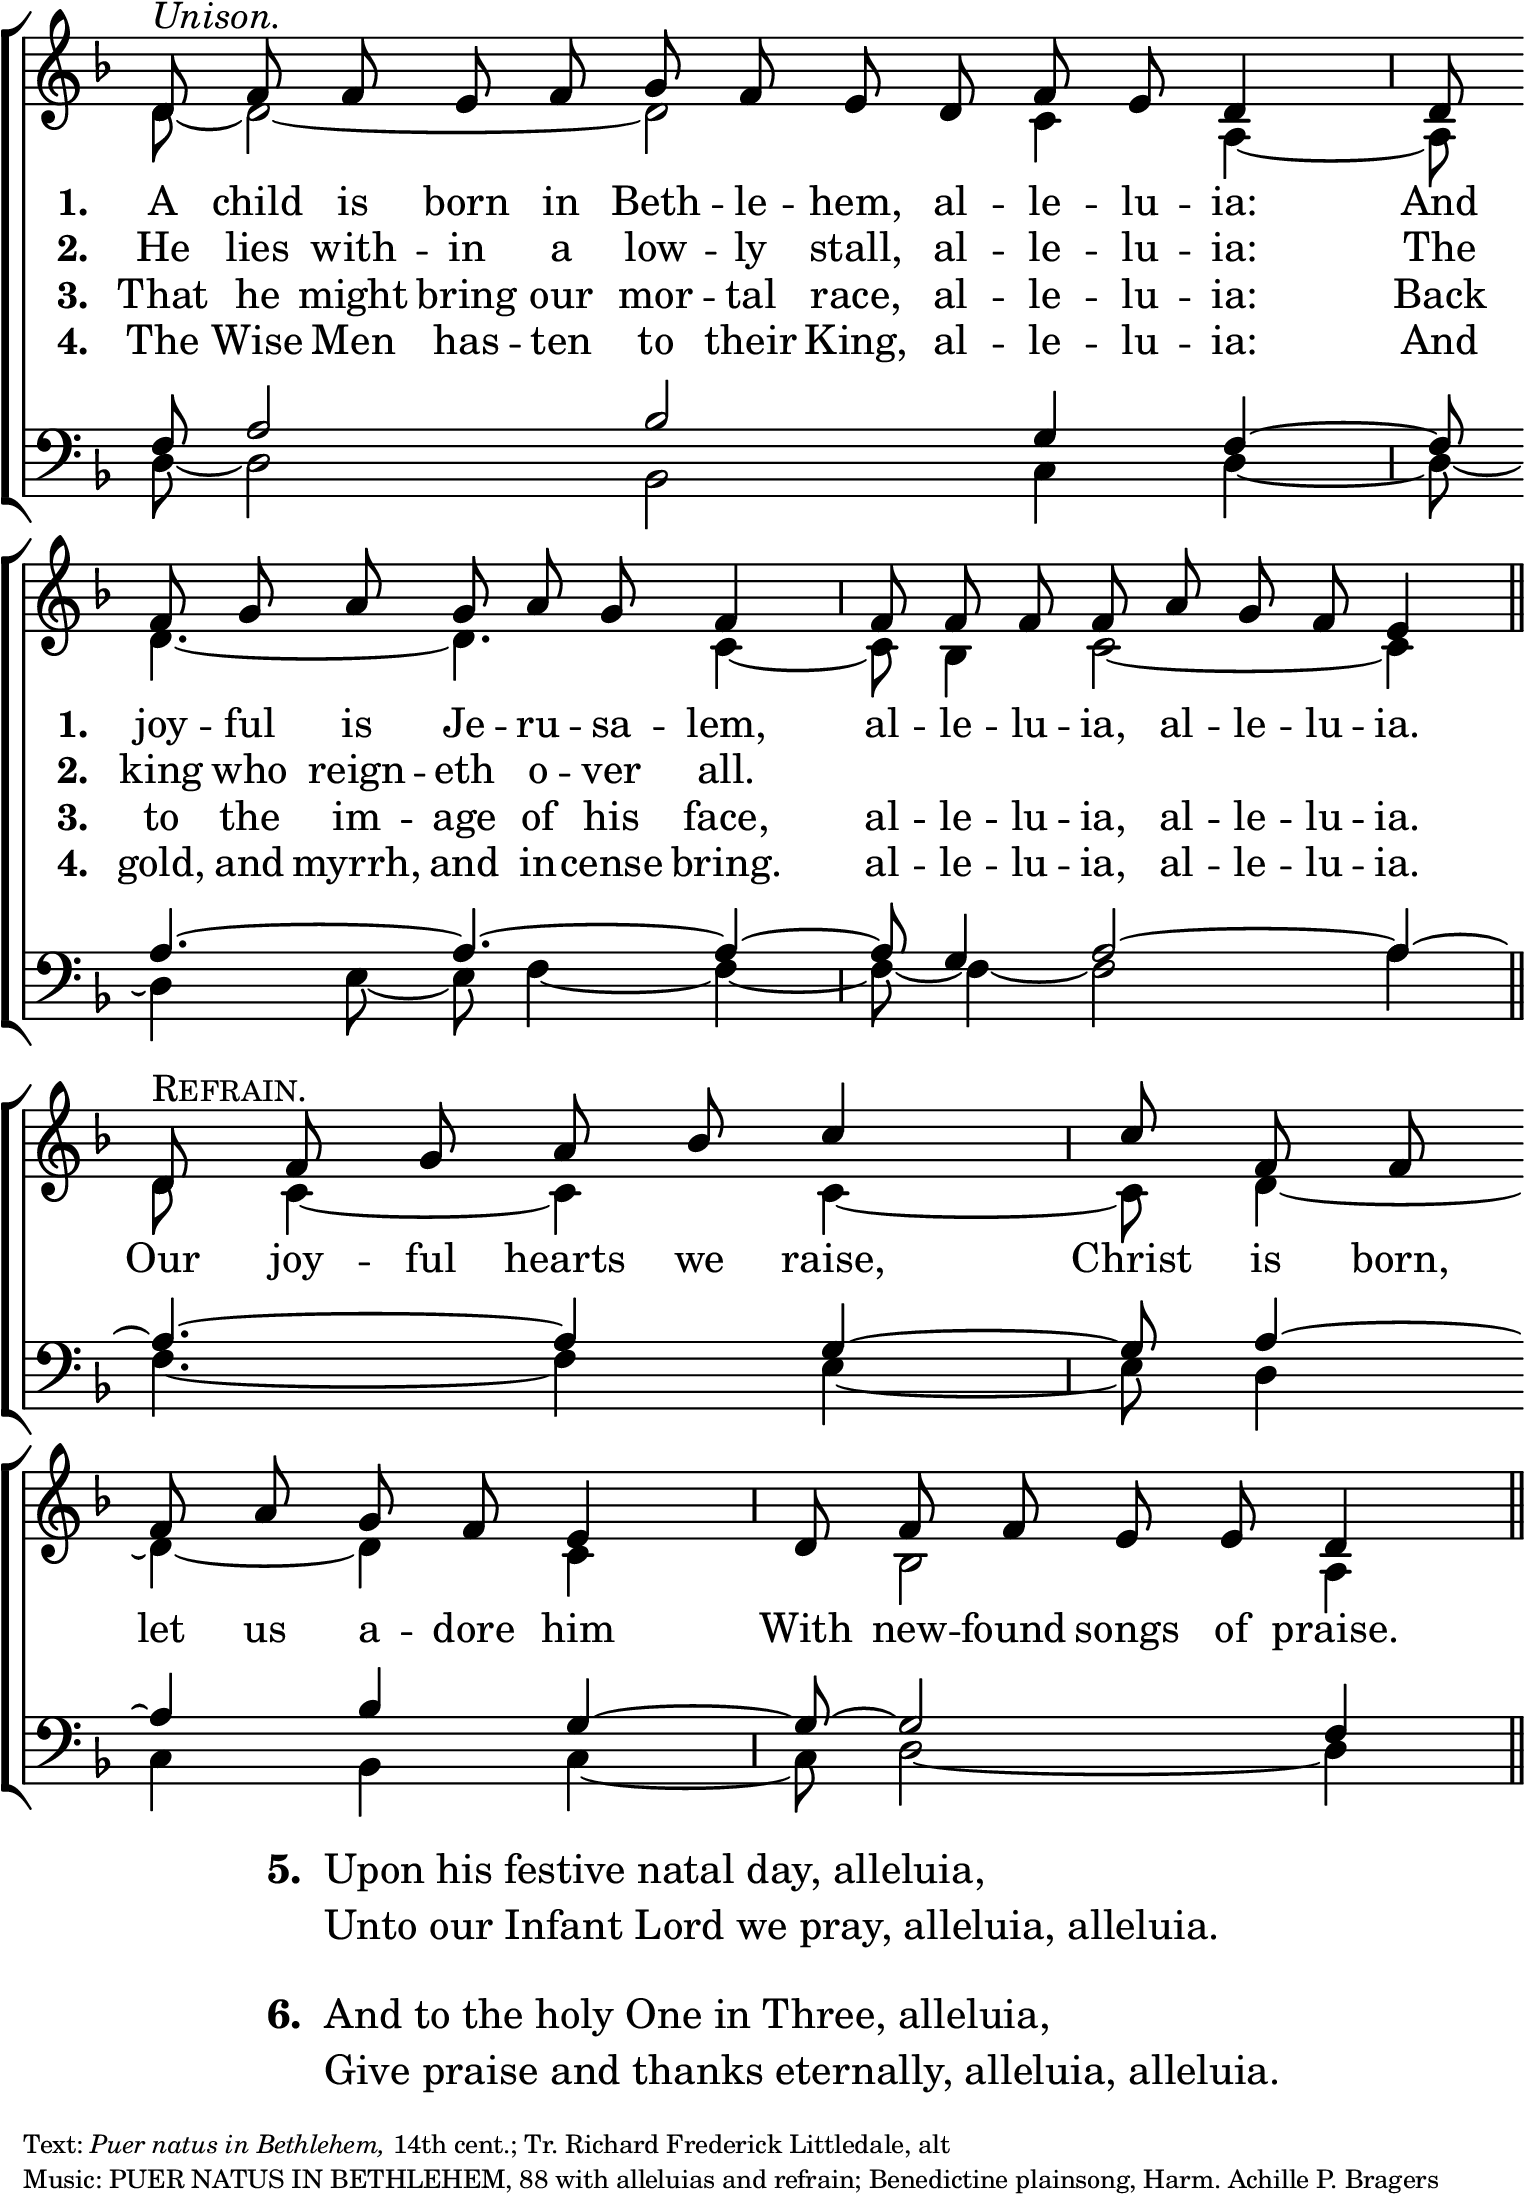 Unison.
1. A child is born in Beth -- le -- hem, al -- le -- lu -- ia: And
2. He lies with -- in a low -- ly stall, al -- le -- lu -- ia: The
3. That he might bring our mor -- tal race, al -- le -- lu -- ia: Back
4. The Wise Men has -- ten to their King, al -- le -- lu -- ia: And
1. joy -- ful is Je -- ru -- sa -- lem, al -- le -- lu -- ia, al -- le -- lu -- ia.
2. king who reign -- eth o -- ver all.
3. to the im -- age of his face, al -- le -- lu -- ia, al -- le -- lu -- ia.
4. gold, and myrrh, and in -- cense bring. al -- le -- lu -- ia, al -- le -- lu -- ia.
REFRAIN.
Our joy -- ful hearts we raise, Christ is born,
let us a -- dore him With new -- found songs of praise.
5. Upon his festive natal day, alleluia,
Unto our Infant Lord we pray, alleluia, alleluia.
6. And to the holy One in Three, alleluia,
Give praise and thanks eternally, alleluia, alleluia.
Text: Puer natus in Bethlehem, 14th cent.; Tr. Richard Frederick Littledale, alt
Music: PUER NATUS IN BETHLEHEM, 88 with alleluias and refrain; Benedictine plainsong, Harm. Achille P. Bragers